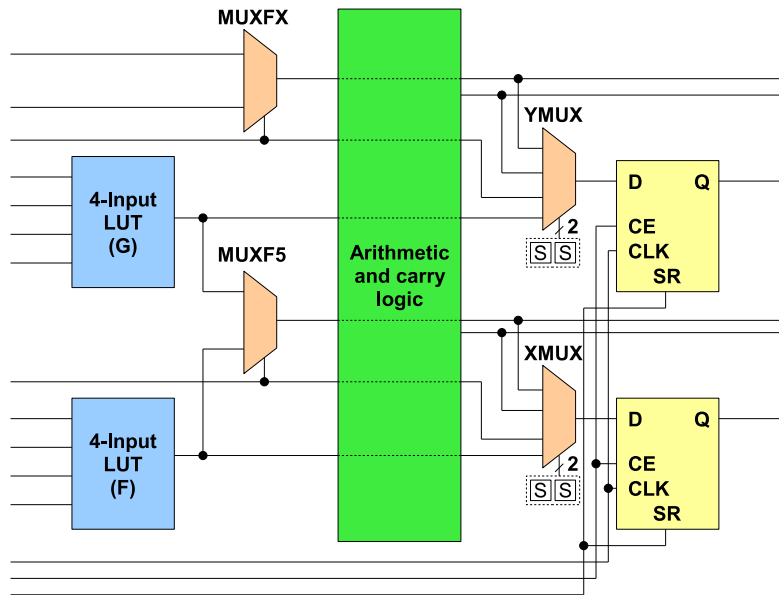 MUXFX
YMUX
4-Input
LUT
(G)
D Q
CE
CLK
SR
2
S S
Arithmetic
and carry
logic
MUXF5
XMUX
4-Input
LUT
(F)
D Q
CE
CLK
SR
2
S S